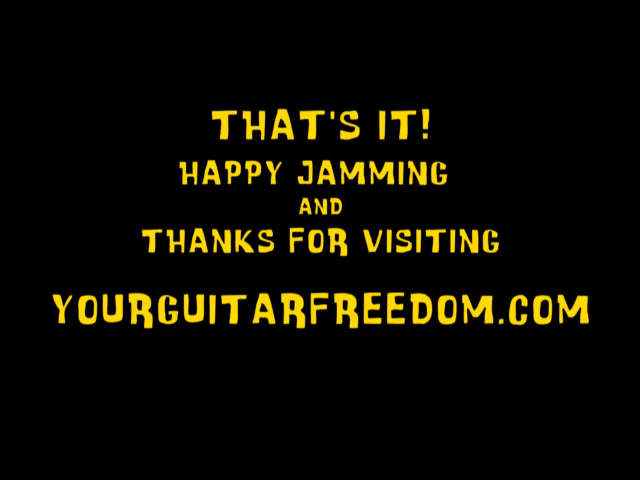 THAT'S IT!
HAPPY JAMMING
AND
THANKS FOR VISITING
YOURGUITARFREEDOM.COM